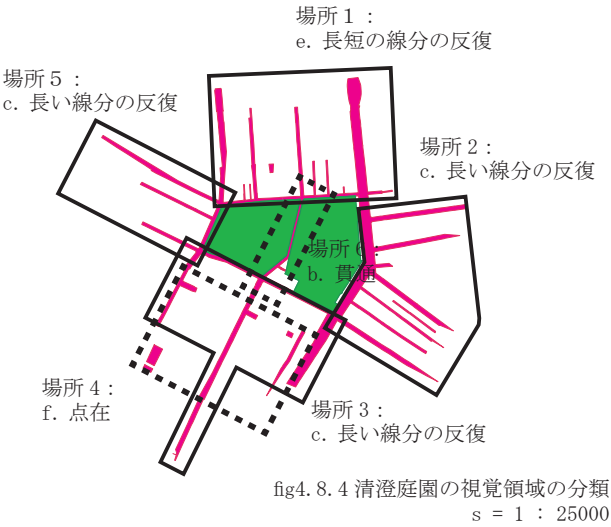 場所１：
e. 長短の線分の反復
場所５：
c. 長い線分の反復
場所２：
c. 長い線分の反復
場所６：
b. 貫通
場所４：
f. 点在
場所３：
c. 長い線分の反復
fig4.8.4 清澄庭園の視覚領域の分類
s = 1 : 25000